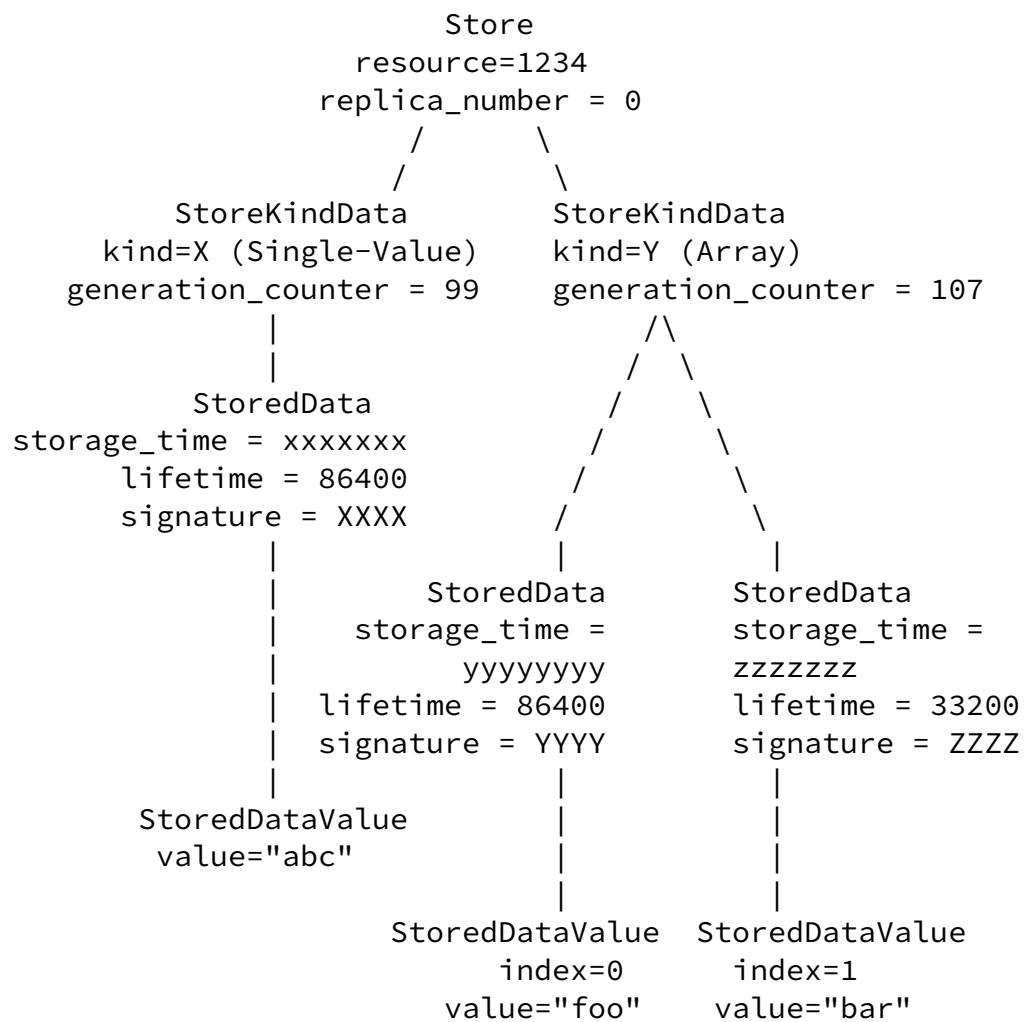 Store
resource=1234
replica_number = 0
StoreKindData StoreKindData
kind=X (Single-Value) kind=Y (Array)
generation_counter = 99 generation_counter = 107
StoredData
storage_time = xxxxxxx
lifetime = 86400
signature = XXXX
StoredData StoredData
storage_time = storage_time =
yyyyyyyy zzzzzzz
lifetime = 86400 lifetime = 33200
signature = YYYY signature = ZZZZ
StoredDataValue
value="abc"
StoredDataValue StoredDataValue
index=0 index=1
value="foo" value="bar"